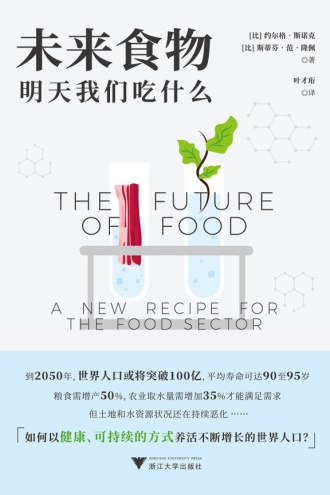 未来食物
明天我们吃什么
[比] 约尔格·斯诺克
[比] 斯蒂芬·范·隆佩
◎著
叶才珩
◎译
THE FUTURE
OF FOOD
A NEW RECIPE FOR
THE FOOD SECTOR
到2050年, 世界人口或将突破100亿, 平均寿命可达90至95岁
粮食需增产50%, 农业取水量需增加35%才能满足需求
但土地和水资源状况还在持续恶化 ……
「如何以健康、可持续的方式养活不断增长的世界人口?」
ZHEJIANG UNIVERSITY PRESS
浙江大学出版社